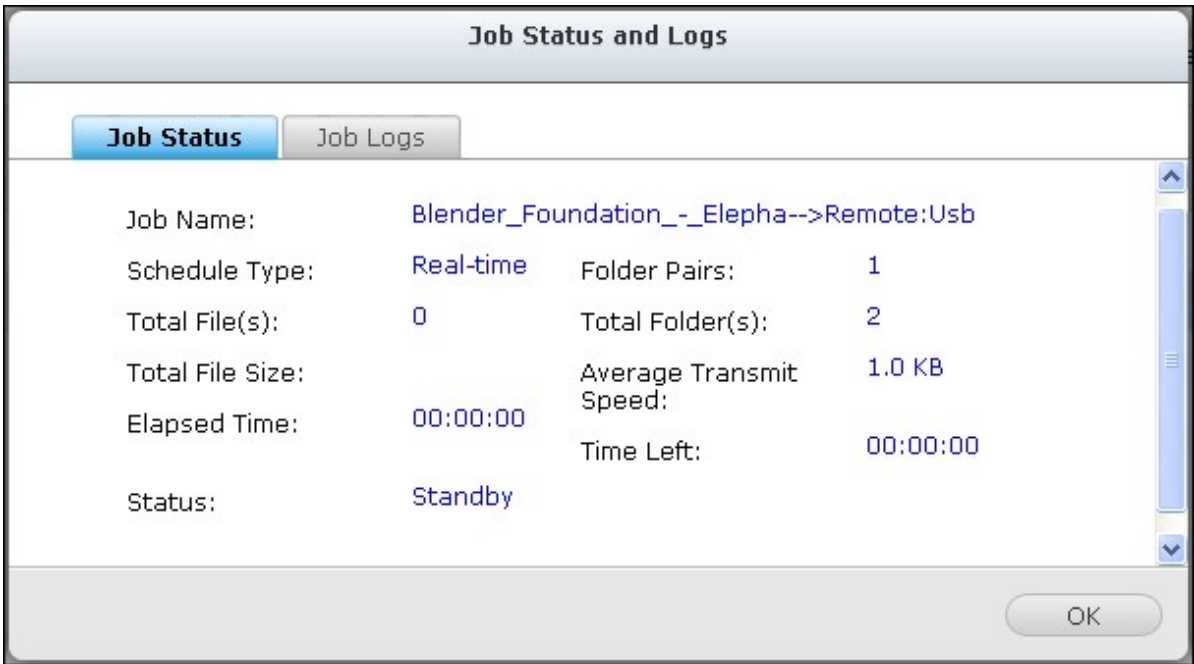 Job Status and Logs
Job Status Job Logs
Job Name: Blender_Foundation_-_Elepha-->Remote:Usb
Schedule Type: Real-time Folder Pairs: 1
Total File(s): 0 Total Folder(s): 2
Total File Size: Average Transmit Speed: 1.0 KB
Elapsed Time: 00:00:00
Time Left: 00:00:00
Status: Standby
OK